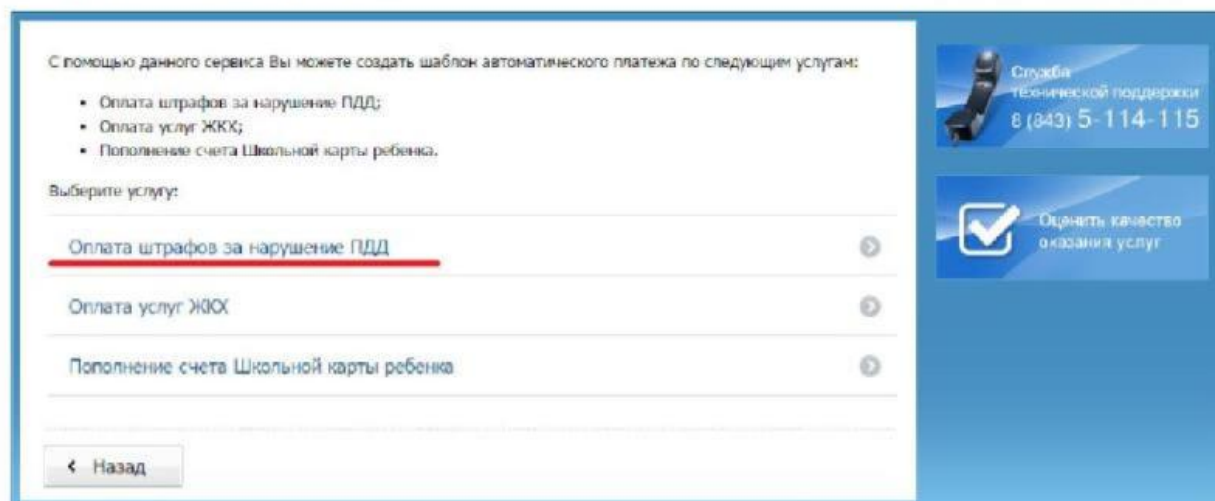 С помощью данного сервиса Вы можете создать шаблон автоматического платежа по следующим услугам:
• Оплата штрафов за нарушение ПДД;
• Оплата услуг ЖКХ;
• Пополнение счета Школьной карты ребенка.
Выберите услугу:
Оплата штрафов за нарушение ПДД
Оплата услуг ЖКХ
Пополнение счета Школьной карты ребенка
Назад
Служба
технической поддержки
8 (843) 5-114-115
Оценить качество
оказания услуг